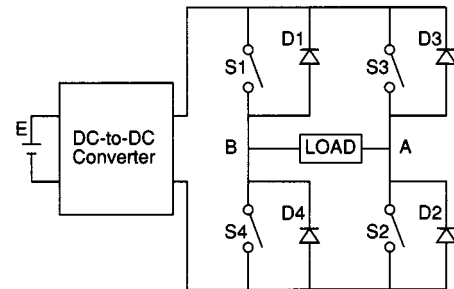 D1
D3
S1
S3
E
DC-to-DC
Converter
B
LOAD
A
D4
D2
S4
S2